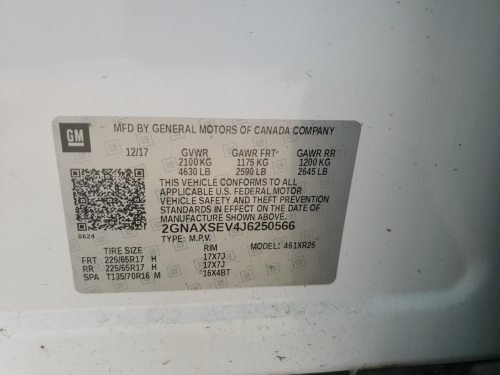 GM
MFD BY GENERAL MOTORS OF CANADA COMPANY
12/17 GVWR GAWR FRT GAWR RR
2100 KG 1175 KG 1200 KG
4630 LB 2590 LB 2645 LB
THIS VEHICLE CONFORMS TO ALL
APPLICABLE U.S. FEDERAL MOTOR
VEHICLE SAFETY AND THEFT PREVENTION
STANDARDS IN EFFECT ON THE DATE OF
MANUFACTURE SHOWN ABOVE.
2GNAXSEV4J6250566
8624 TYPE: M.P.V. MODEL: 461XR26
TIRE SIZE RIM
FRT 225/65R17 H 17X7J
RR 225/65R17 H 17X7J
SPA T135/70R16 M 16X4BT